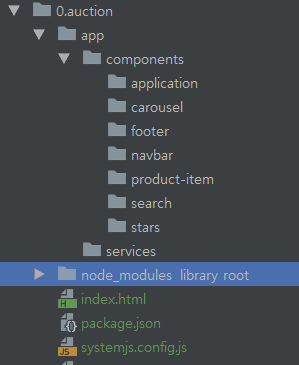 0.auction
app
components
application
carousel
footer
navbar
product-item
search
stars
services
node_modules library root
index.html
package.json
systemjs.config.js